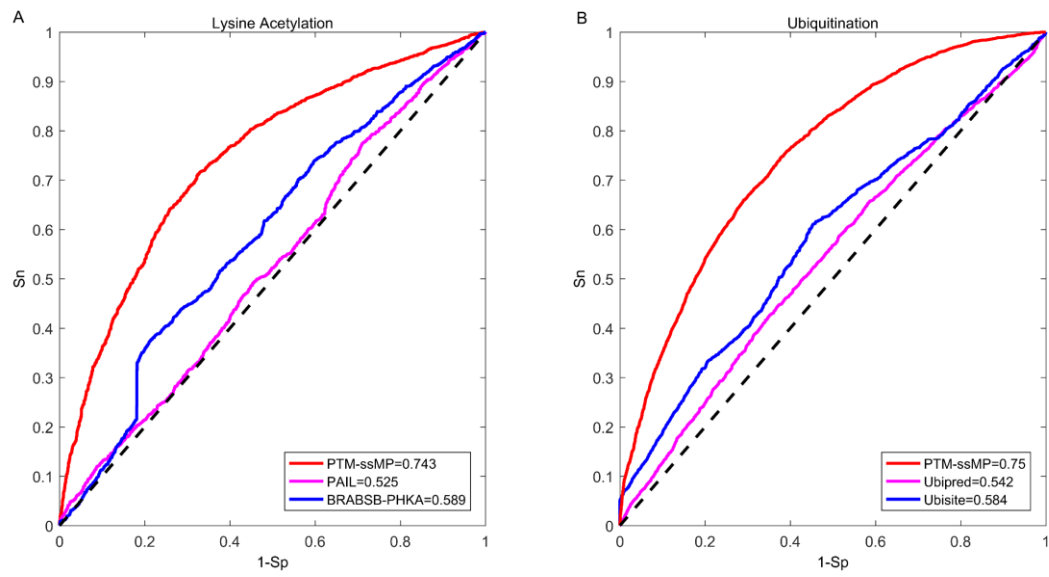 A
Lysine Acetylation
1
0.9
0.8
0.7
0.6
0.5
0.4
0.3
0.2
0.1
0
Sn
0
0.2
0.4
0.6
0.8
1
1-Sp
PTM-ssMP=0.743
PAIL=0.525
BRABSB-PHKA=0.589
B
Ubiquitination
1
0.9
0.8
0.7
0.6
0.5
0.4
0.3
0.2
0.1
0
Sn
0
0.2
0.4
0.6
0.8
1
1-Sp
PTM-ssMP=0.75
Ubipred=0.542
Ubisite=0.584